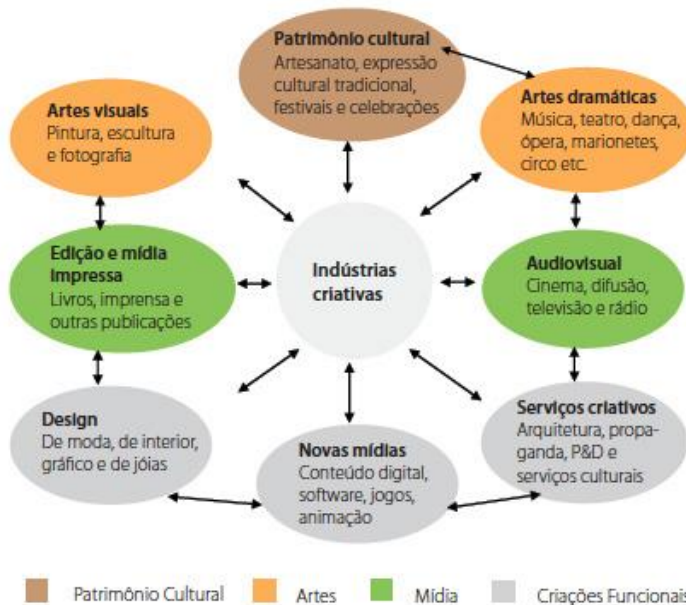 Patrimônio cultural
Artesanato, expressão
cultural tradicional,
festivais e celebrações
Artes visuais
Pintura, escultura
e fotografia
Artes dramáticas
Música, teatro, dança,
ópera, marionetes,
circo etc.
Edição e mídia
impressa
Livros, imprensa e
outras publicações
Indústrias
criativas
Audiovisual
Cinema, difusão,
televisão e rádio
Design
De moda, de interior,
gráfico e de jóias
Novas mídias
Conteúdo digital,
software, jogos,
animação
Serviços criativos
Arquitetura, propa-
ganda, P&D e
serviços culturais
Patrimônio Cultural
Artes
Mídia
Criações Funcionais